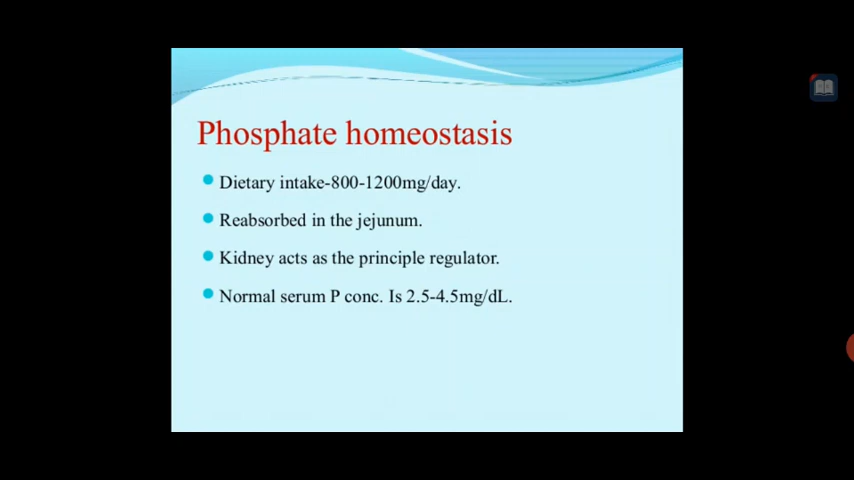 Phosphate homeostasis
Dietary intake-800-1200mg/day.
Reabsorbed in the jejunum.
Kidney acts as the principle regulator.
Normal serum P conc. Is 2.5-4.5mg/dL.